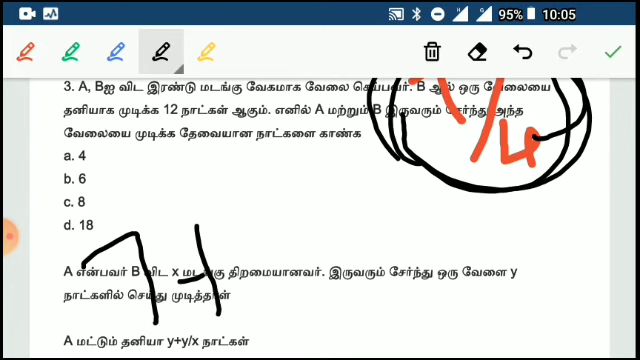 95% 10:05
3. A, Bஐ விட இரண்டு மடங்கு வேகமாக வேலை செய்பவர். B ஆல் ஒரு வேலையை
தனியாக முடிக்க 12 நாட்கள் ஆகும். எனில் A மற்றும் B இருவரும் சேர்ந்து அந்த
வேலையை முடிக்க தேவையான நாட்களை காண்க
a. 4
b. 6
c. 8
d. 18
A என்பவர் B விட x மடங்கு திறமையானவர். இருவரும் சேர்ந்து ஒரு வேளை y
நாட்களில் செய்து முடித்தாள்
A மட்டும் தனியா y+y/x நாட்கள்